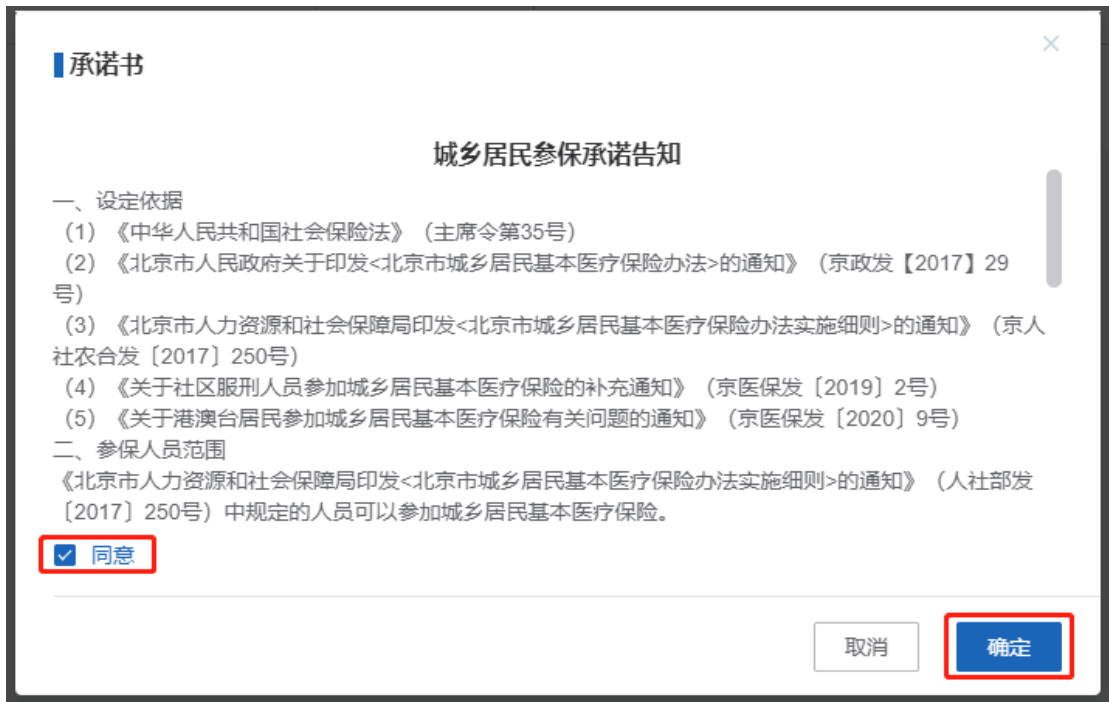 承诺书
城乡居民参保承诺告知
一、设定依据
（1）《中华人民共和国社会保险法》（主席令第35号）
（2）《北京市人民政府关于印发<北京市城乡居民基本医疗保险办法>的通知》（京政发【2017】29
号）
（3）《北京市人力资源和社会保障局印发<北京市城乡居民基本医疗保险办法实施细则>的通知》（京人
社农合发〔2017〕250号）
（4）《关于社区服刑人员参加城乡居民基本医疗保险的补充通知》（京医保发〔2019〕2号）
（5）《关于港澳台居民参加城乡居民基本医疗保险有关问题的通知》（京医保发〔2020〕9号）
二、参保人员范围
《北京市人力资源和社会保障局印发<北京市城乡居民基本医疗保险办法实施细则>的通知》（人社部发
〔2017〕250号）中规定的人员可以参加城乡居民基本医疗保险。
同意
取消
确定